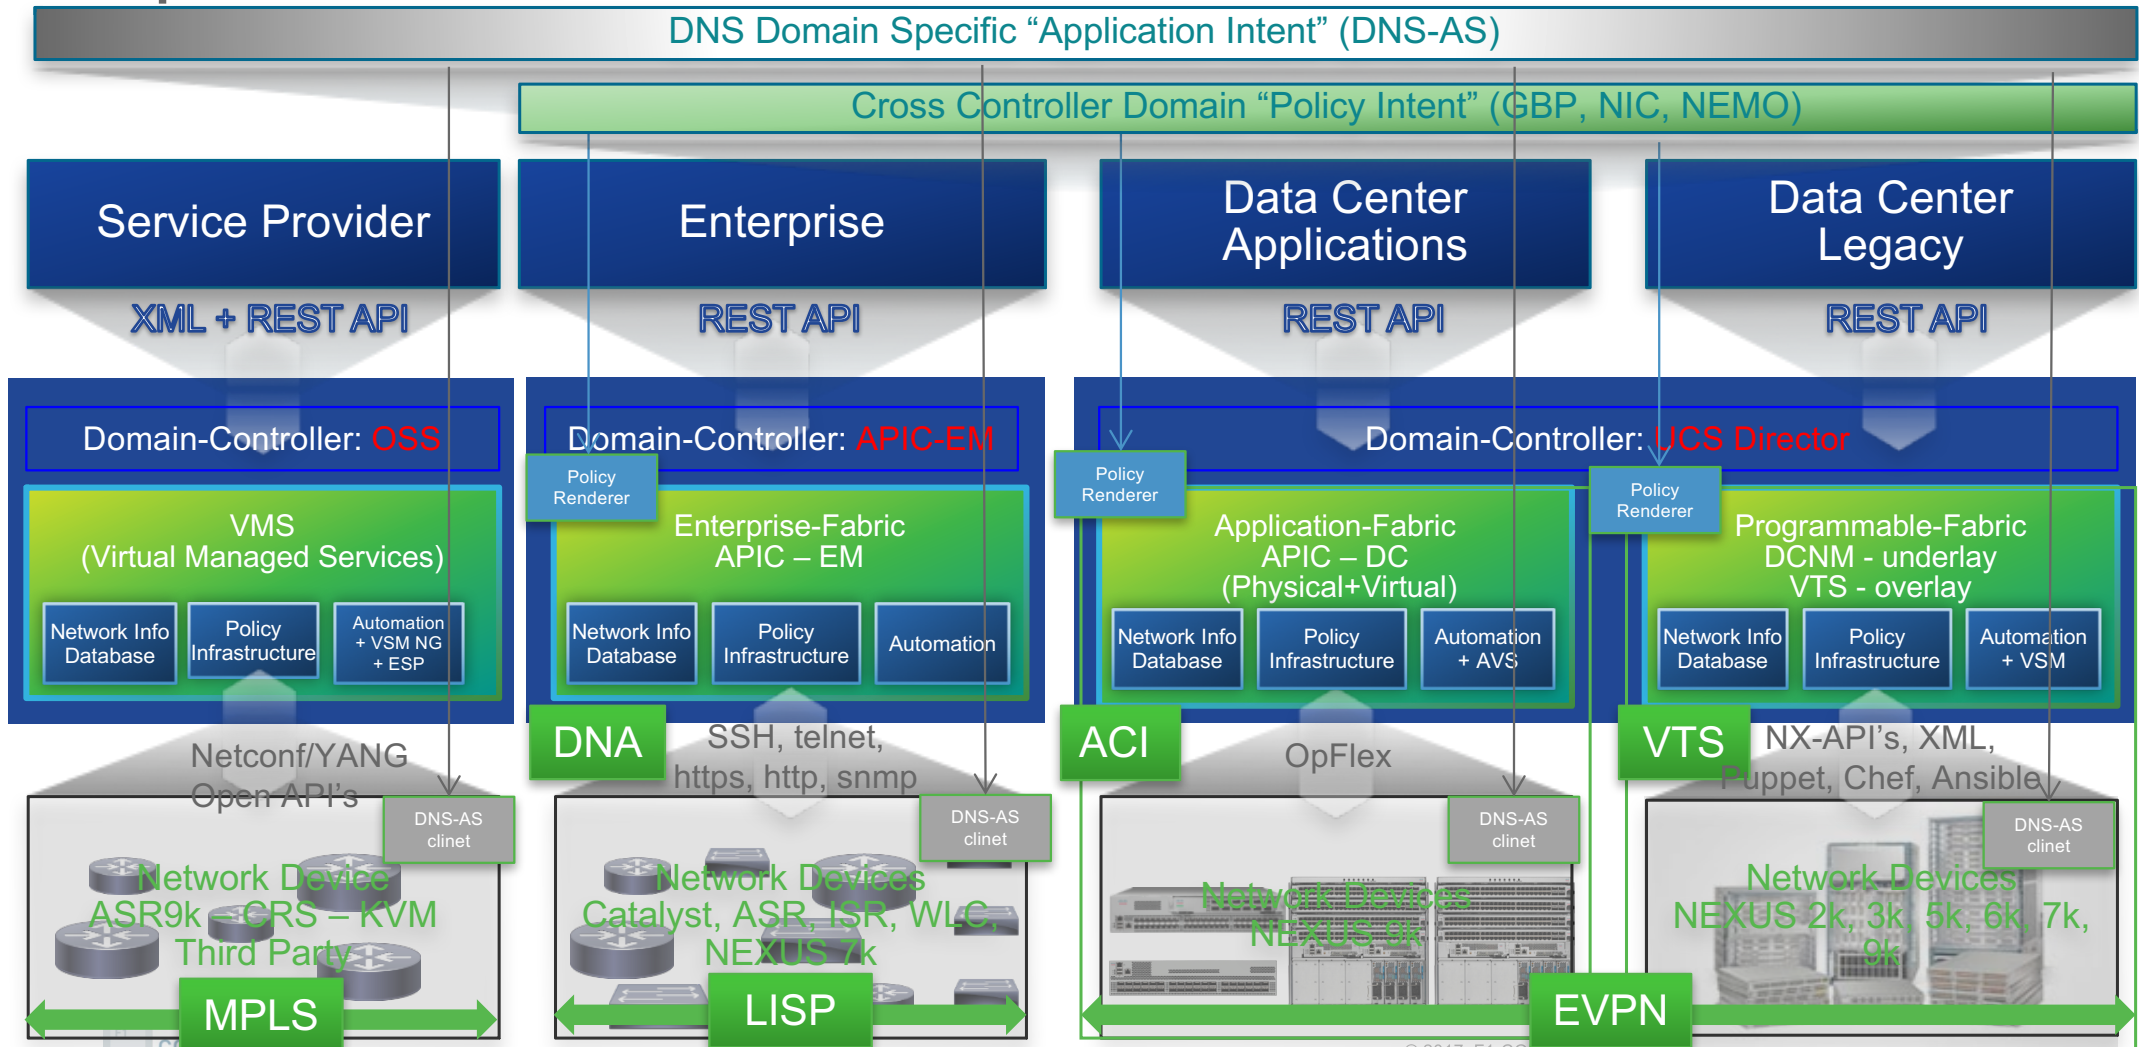 DNS Domain Specific “Application Intent” (DNS-AS)
Cross Controller Domain “Policy Intent” (GBP, NIC, NEMO)
Service Provider
Enterprise
Data Center
Applications
Data Center
Legacy
XML + REST API
REST API
REST API
REST API
Domain-Controller: OSS
Domain-Controller: APIC-EM
Domain-Controller: UCS Director
Policy
Renderer
Policy
Renderer
Policy
Renderer
VMS
(Virtual Managed Services)
Network Info
Database
Policy
Infrastructure
Automation
+ VSM NG
+ ESP
Enterprise-Fabric
APIC – EM
Network Info
Database
Policy
Infrastructure
Automation
Application-Fabric
APIC – DC
(Physical+Virtual)
Network Info
Database
Policy
Infrastructure
Automation
+ AVS
Programmable-Fabric
DCNM - underlay
VTS - overlay
Network Info
Database
Policy
Infrastructure
Automation
+ VSM
Netconf/YANG
Open API’s
DNA
SSH, telnet,
https, http, snmp
ACI
OpFlex
VTS
NX-API’s, XML,
Puppet, Chef, Ansible
DNS-AS
clinet
DNS-AS
clinet
DNS-AS
clinet
DNS-AS
clinet
Network Device
ASR9k – CRS – KVM
Third Party
Network Devices
Catalyst, ASR, ISR, WLC,
NEXUS 7k
Network Devices
NEXUS 9k
Network Devices
NEXUS 2k, 3k, 5k, 6k, 7k,
9k
MPLS
LISP
EVPN